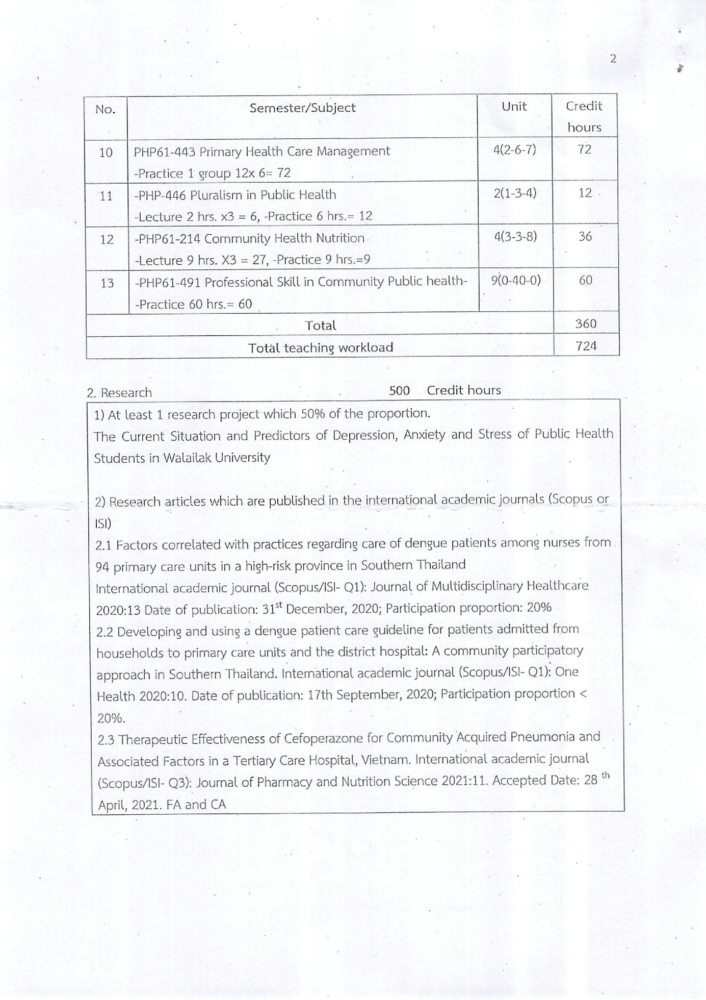 2
No. Semester/Subject Unit Credit
hours
10 PHP61-443 Primary Health Care Management 4(2-6-7) 72
-Practice 1 group 12x 6= 72
11 -PHP-446 Pluralism in Public Health 2(1-3-4) 12
-Lecture 2 hrs. x3 = 6, -Practice 6 hrs.= 12
12 -PHP61-214 Community Health Nutrition 4(3-3-8) 36
-Lecture 9 hrs. X3 = 27, -Practice 9 hrs.=9
13 -PHP61-491 Professional Skill in Community Public health- 9(0-40-0) 60
-Practice 60 hrs.= 60
Total 360
Total teaching workload 724
2. Research 500 Credit hours
1) At least 1 research project which 50% of the proportion.
The Current Situation and Predictors of Depression, Anxiety and Stress of Public Health
Students in Walailak University
2) Research articles which are published in the international academic journals (Scopus or
ISI)
2.1 Factors correlated with practices regarding care of dengue patients among nurses from
94 primary care units in a high-risk province in Southern Thailand
International academic journal (Scopus/ISI- Q1): Journal of Multidisciplinary Healthcare
2020:13 Date of publication: 31st December, 2020; Participation proportion: 20%
2.2 Developing and using a dengue patient care guideline for patients admitted from
households to primary care units and the district hospital: A community participatory
approach in Southern Thailand. International academic journal (Scopus/ISI- Q1): One
Health 2020:10. Date of publication: 17th September, 2020; Participation proportion <
20%.
2.3 Therapeutic Effectiveness of Cefoperazone for Community Acquired Pneumonia and
Associated Factors in a Tertiary Care Hospital, Vietnam. International academic journal
(Scopus/ISI- Q3): Journal of Pharmacy and Nutrition Science 2021:11. Accepted Date: 28 th
April, 2021. FA and CA